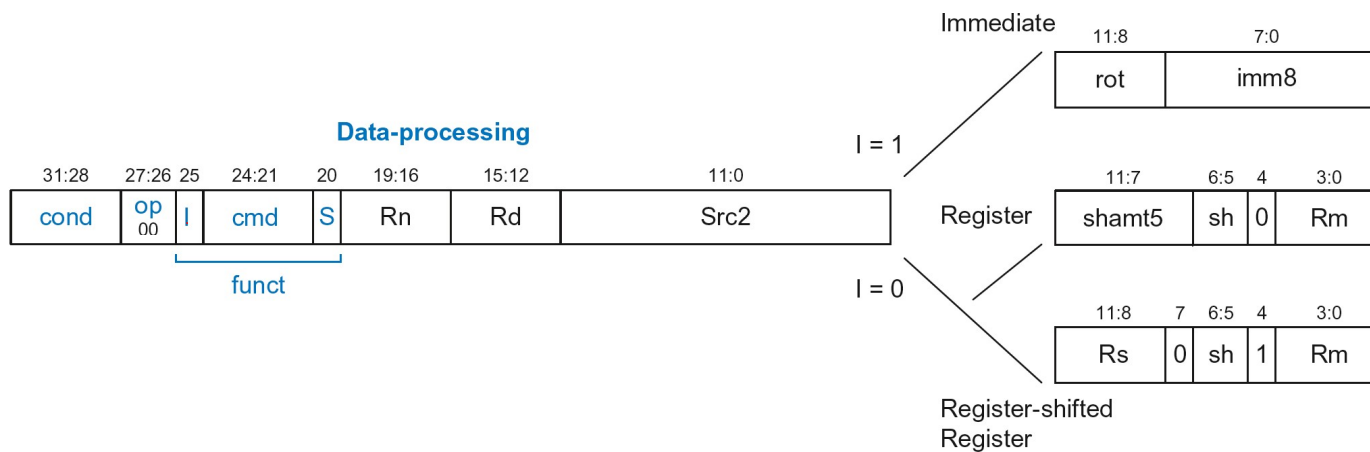 Immediate
11:8 7:0
rot imm8
Data-processing
I = 1
31:28 27:26 25 24:21 20 19:16 15:12 11:0
cond op 00 I cmd S Rn Rd Src2
funct
I = 0
Register
11:7 6:5 4 3:0
shamt5 sh 0 Rm
11:8 7 6:5 4 3:0
Rs 0 sh 1 Rm
Register-shifted
Register